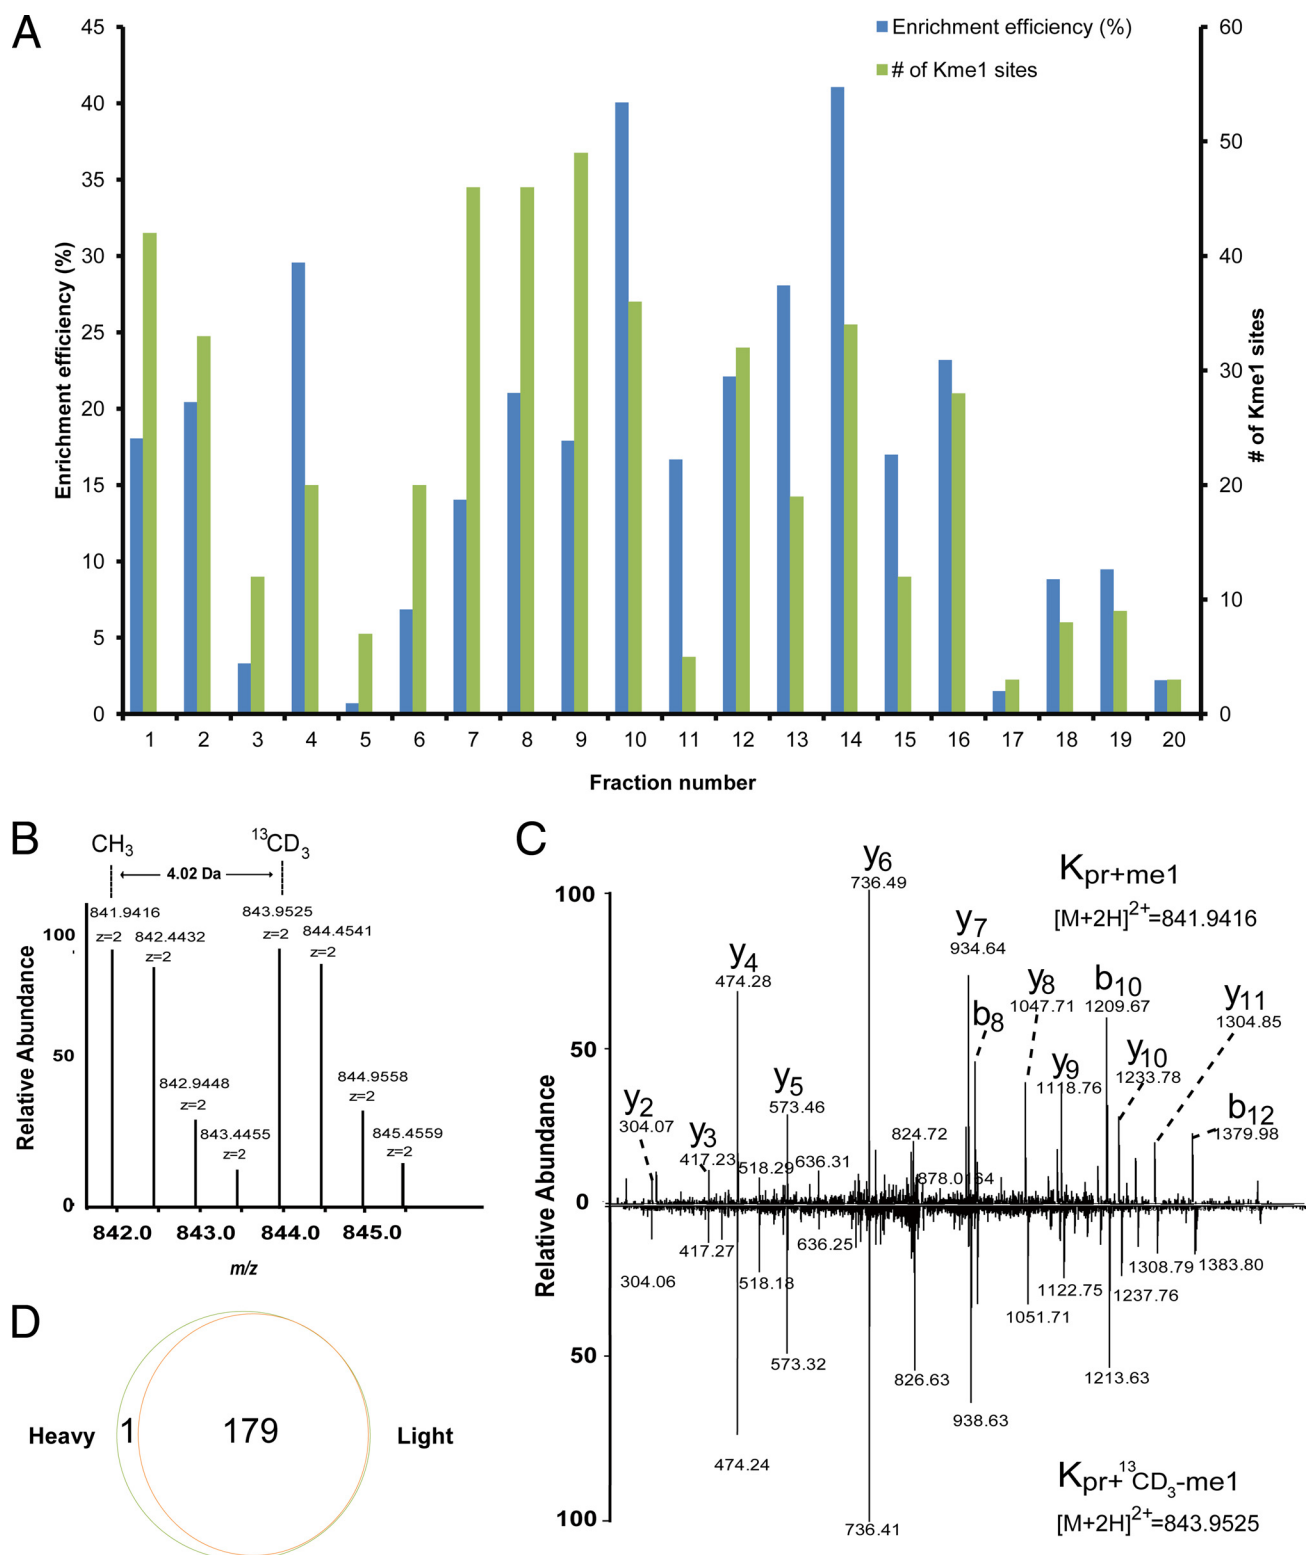 A
Enrichment efficiency (%)
# of Kme1 sites
45
40
35
30
25
20
15
10
5
0
Enrichment efficiency (%)
60
50
40
30
20
10
0
# of Kme1 sites
1 2 3 4 5 6 7 8 9 10 11 12 13 14 15 16 17 18 19 20
Fraction number
B
CH3 13CD3
4.02 Da
841.9416
z=2
842.4432
z=2
842.9448
z=2
843.4455
z=2
843.9525
z=2
844.4541
z=2
844.9558
z=2
845.4559
z=2
100
50
0
Relative Abundance
842.0 843.0 844.0 845.0
m/z
C
Kpr+me1
[M+2H]2+=841.9416
100
50
0
50
100
Relative Abundance
y2
304.07
y3
417.23
y4
474.28
518.29
y5
573.46
636.31
y6
736.49
824.72
878.0164
y7
934.64
b8
y8
1047.71
y9
1118.76
b10
1209.67
y10
1233.78
y11
1304.85
b12
1379.98
304.06
417.27
474.24
518.18
573.32
636.25
736.41
826.63
938.63
1051.71
1122.75
1213.63
1237.76
1308.79
1383.80
Kpr+13CD3-me1
[M+2H]2+=843.9525
D
Heavy 1 179 Light